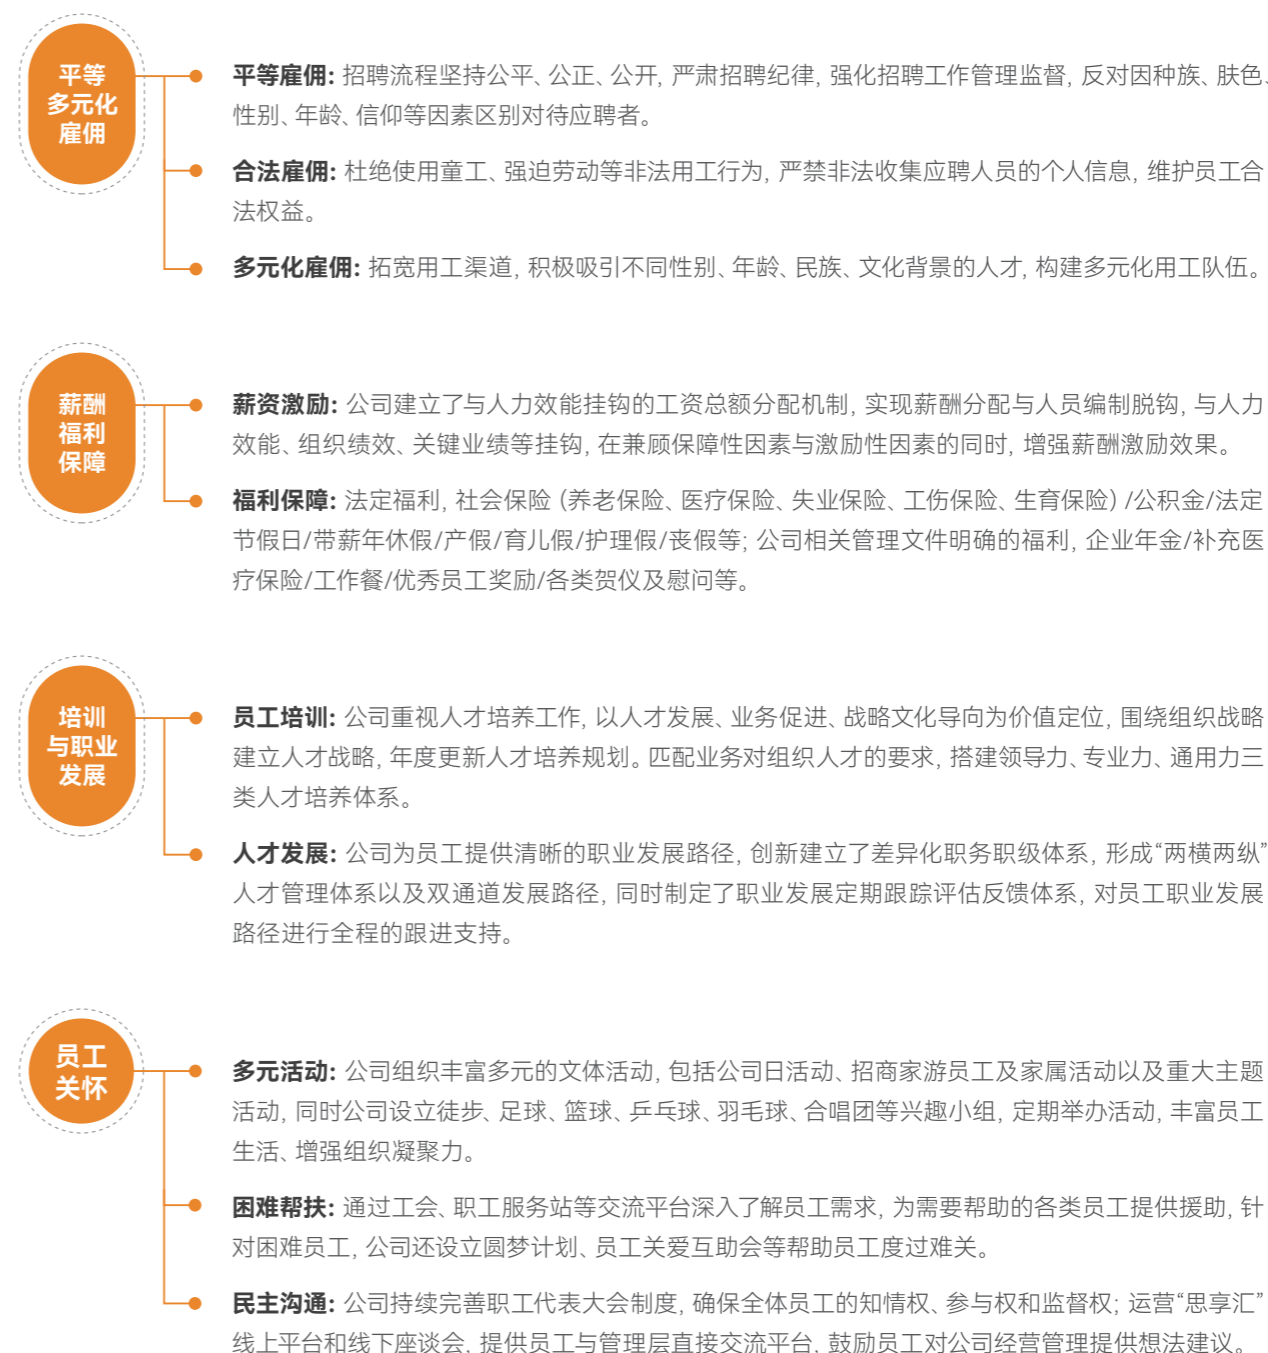 平等
多元化
雇佣
平等雇佣: 招聘流程坚持公平、公正、公开, 严肃招聘纪律, 强化招聘工作管理监督, 反对因种族、肤色、
性别、年龄、信仰等因素区别对待应聘者。
合法雇佣: 杜绝使用童工、强迫劳动等非法用工行为, 严禁非法收集应聘人员的个人信息, 维护员工合
法权益。
多元化雇佣: 拓宽用工渠道, 积极吸引不同性别、年龄、民族、文化背景的人才, 构建多元化用工队伍。
薪酬
福利
保障
薪资激励: 公司建立了与人力效能挂钩的工资总额分配机制, 实现薪酬分配与人员编制脱钩, 与人力
效能、组织绩效、关键业绩等挂钩, 在兼顾保障性因素与激励性因素的同时, 增强薪酬激励效果。
福利保障: 法定福利, 社会保险 (养老保险、医疗保险、失业保险、工伤保险、生育保险) /公积金/法定
节假日/带薪年休假/产假/育儿假/护理假/丧假等; 公司相关管理文件明确的福利, 企业年金/补充医
疗保险/工作餐/优秀员工奖励/各类贺仪及慰问等。
培训
与职业
发展
员工培训: 公司重视人才培养工作, 以人才发展、业务促进、战略文化导向为价值定位, 围绕组织战略
建立人才战略, 年度更新人才培养规划。匹配业务对组织人才的要求, 搭建领导力、专业力、通用力三
类人才培养体系。
人才发展: 公司为员工提供清晰的职业发展路径, 创新建立了差异化职务职级体系, 形成“两横两纵”
人才管理体系以及双通道发展路径, 同时制定了职业发展定期跟踪评估反馈体系, 对员工职业发展
路径进行全程的跟进支持。
员工
关怀
多元活动: 公司组织丰富多元的文体活动, 包括公司日活动、招商家游员工及家属活动以及重大主题
活动, 同时公司设立徒步、足球、篮球、乒乓球、羽毛球、合唱团等兴趣小组, 定期举办活动, 丰富员工
生活、增强组织凝聚力。
困难帮扶: 通过工会、职工服务站等交流平台深入了解员工需求, 为需要帮助的各类员工提供援助, 针
对困难员工, 公司还设立圆梦计划、员工关爱互助会等帮助员工度过难关。
民主沟通: 公司持续完善职工代表大会制度, 确保全体员工的知情权、参与权和监督权; 运营“思享汇”
线上平台和线下座谈会, 提供员工与管理层直接交流平台, 鼓励员工对公司经营管理提供想法建议。